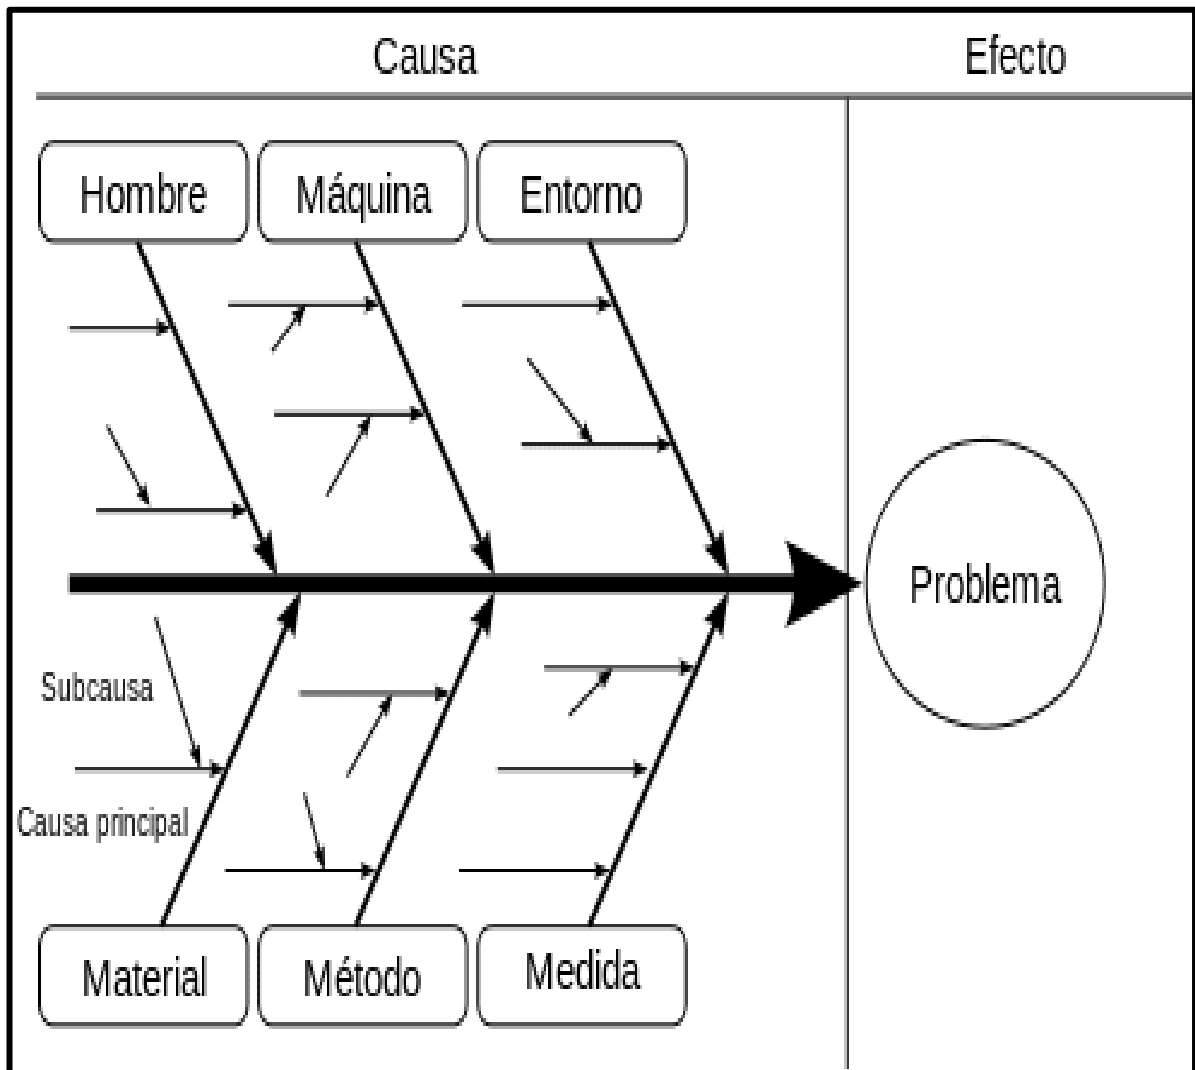 Causa
Efecto
Hombre
Máquina
Entorno
Problema
Subcausa
Causa principal
Material
Método
Medida